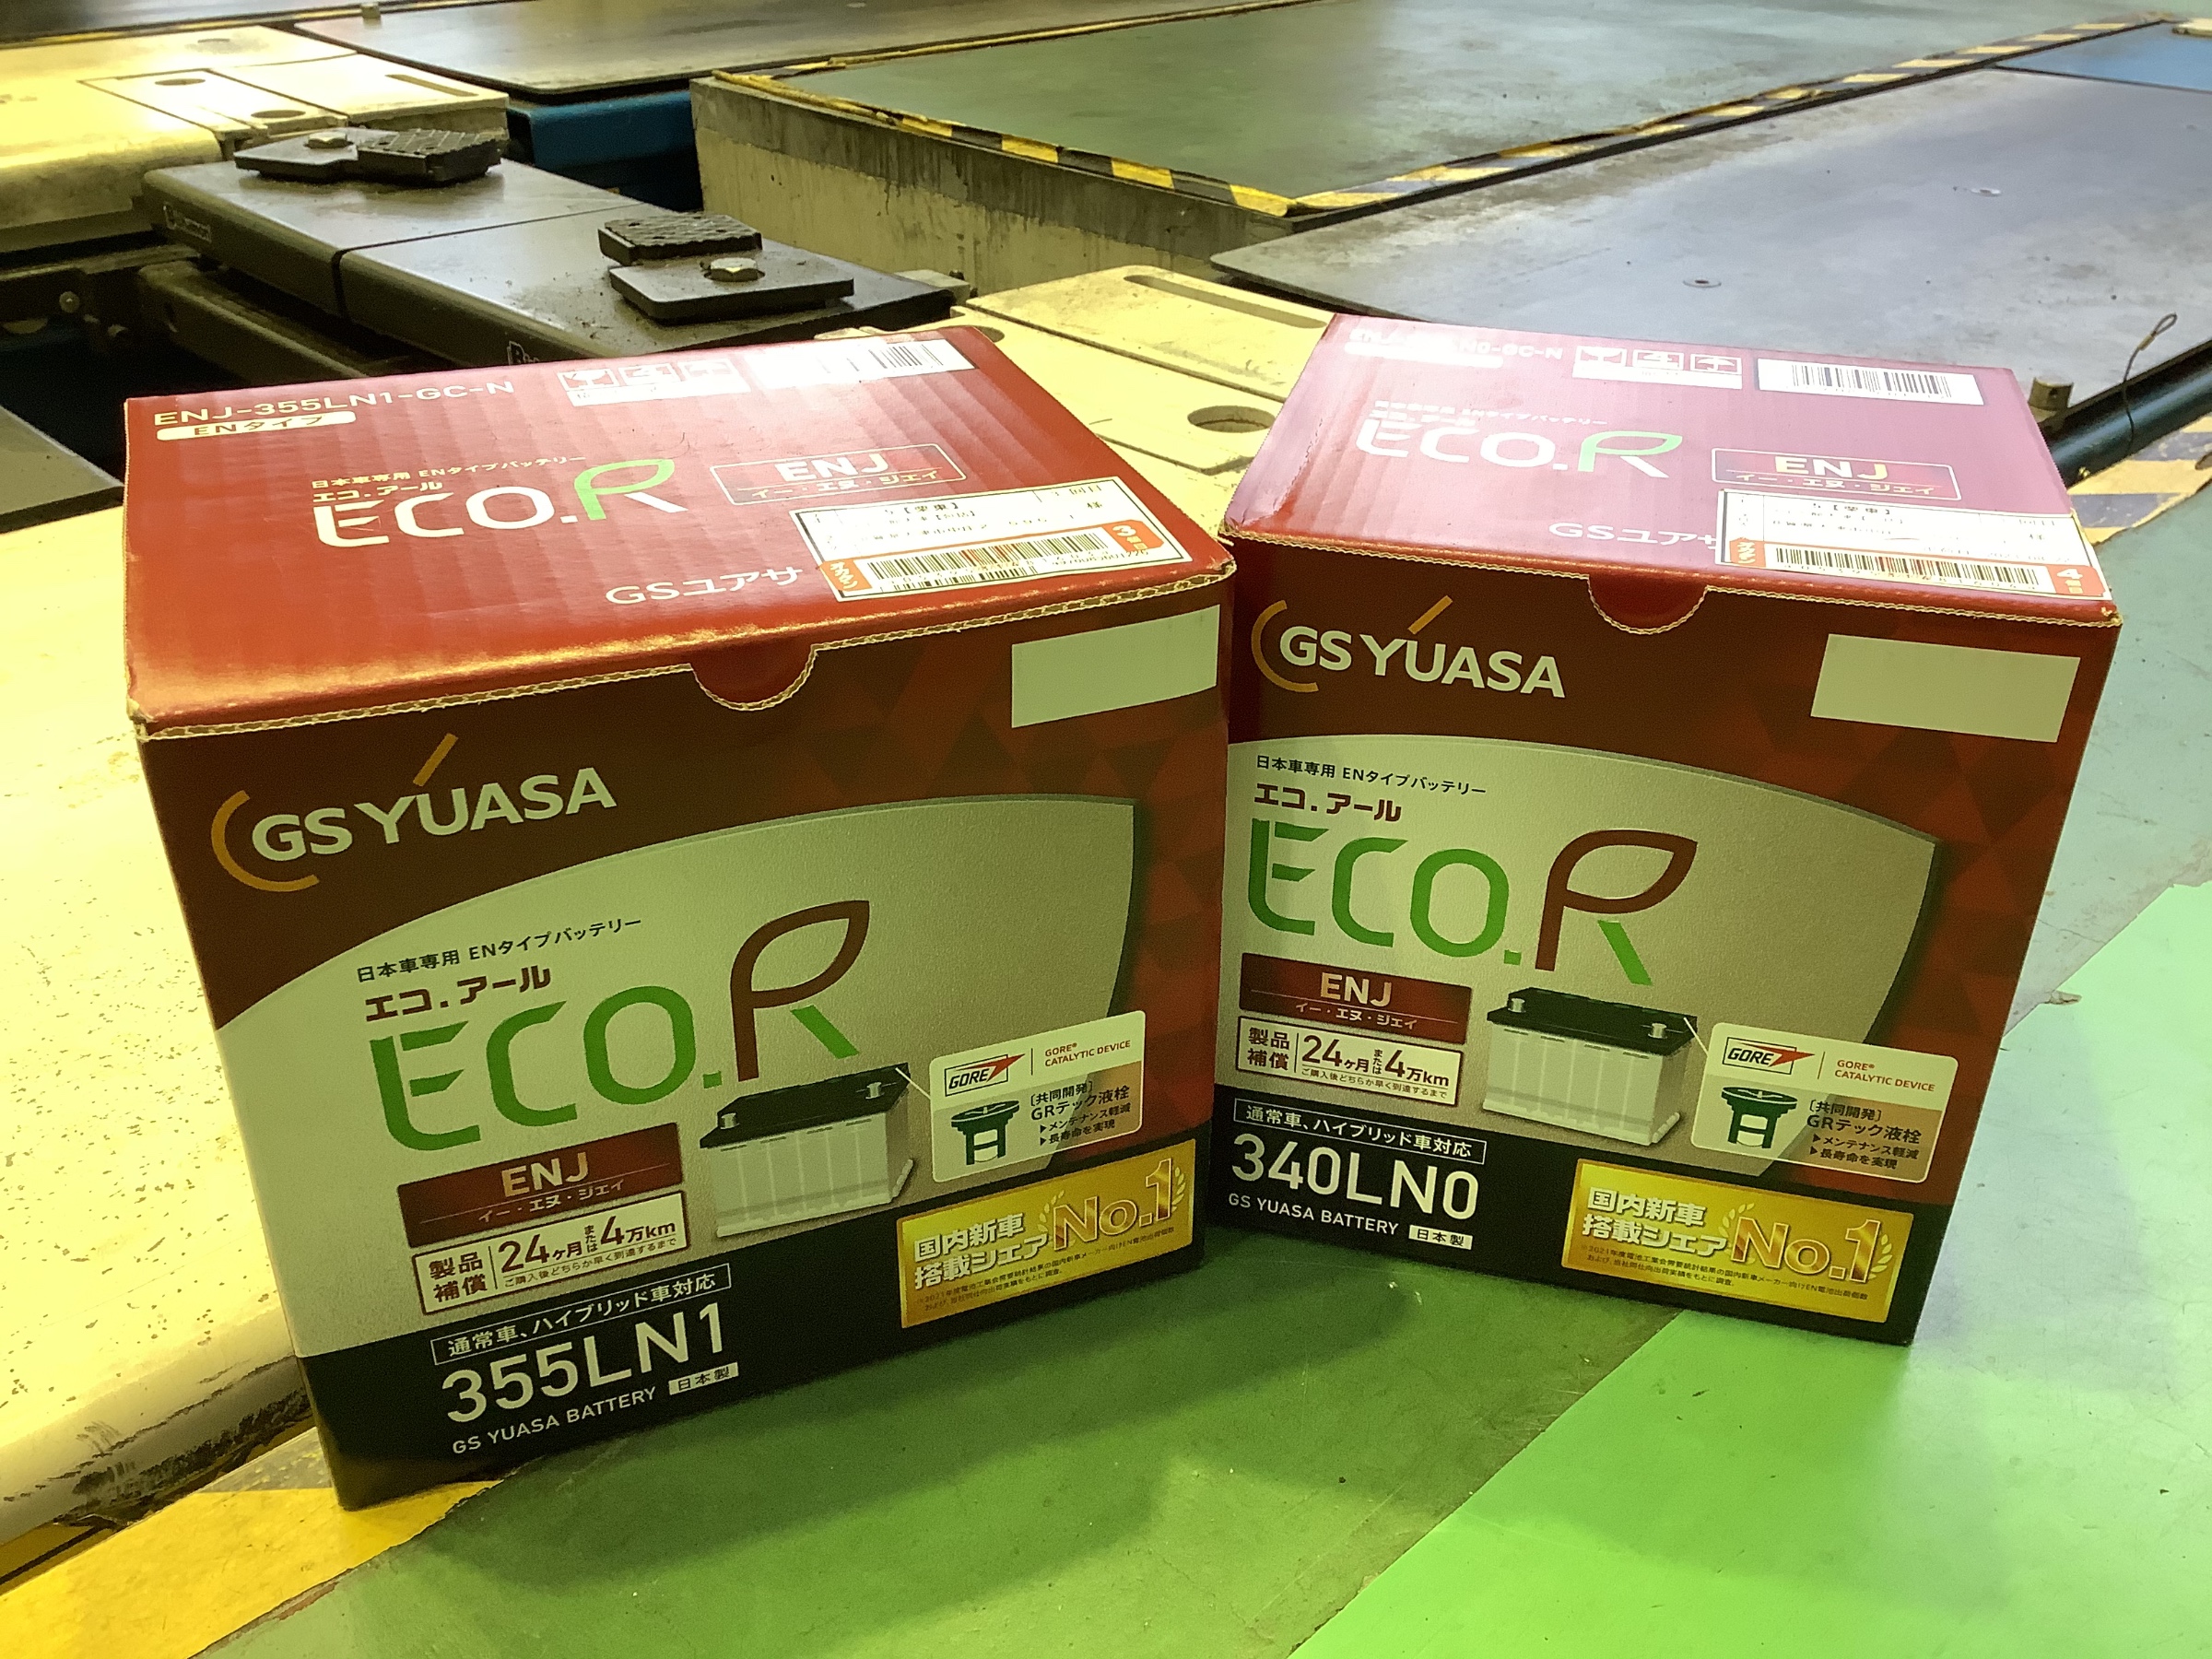 ENJ-355LN1-GC-N
ENタイプ
日本車専用 ENタイプバッテリー
エコ.アール
ECO.R
ENJ
イー・エヌ・ジェイ
GSユアサ
3
GS YUASA
日本車専用 ENタイプバッテリー
エコ.アール
ECO.R
ENJ
イー・エヌ・ジェイ
製品補償 24ヶ月または4万km
ご購入後どちらか早く到達するまで
GORE
GORE® CATALYTIC DEVICE
[共同開発]
GRテック液栓
▶メンテナンス軽減
▶長寿命を実現
国内新車
搭載シェア No.1
通常車、ハイブリッド車対応
355LN1
GS YUASA BATTERY 日本製
エコ.アール
ECO.R
ENJ
イー・エヌ・ジェイ
GSユアサ
4
GS YUASA
日本車専用 ENタイプバッテリー
エコ.アール
ECO.R
ENJ
イー・エヌ・ジェイ
製品補償 24ヶ月または4万km
ご購入後どちらか早く到達するまで
GORE
GORE® CATALYTIC DEVICE
[共同開発]
GRテック液栓
▶メンテナンス軽減
▶長寿命を実現
通常車、ハイブリッド車対応
340LN0
GS YUASA BATTERY 日本製
国内新車
搭載シェア No.1